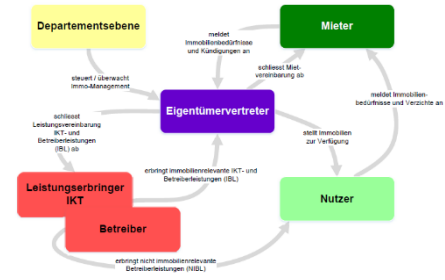 Departementsebene
meldet
Immobilienbedürfnisse
und Kündigungen an
Mieter
steuert / überwacht
Immo-Management
schliesst Miet-
vereinbarung ab
meldet Immobilien-
bedürfnisse und Verzichte an
Eigentümervertreter
schliesst
Leistungsvereinbarung
IKT- und
Betreiberleistungen
(IBL) ab
stellt Immobilien
zur Verfügung
erbringt immobilienrelevante IKT- und
Betreiberleistungen (IBL)
Leistungserbringer
IKT
Nutzer
Betreiber
erbringt nicht immobilienrelevante
Betreiberleistungen (NIBL)